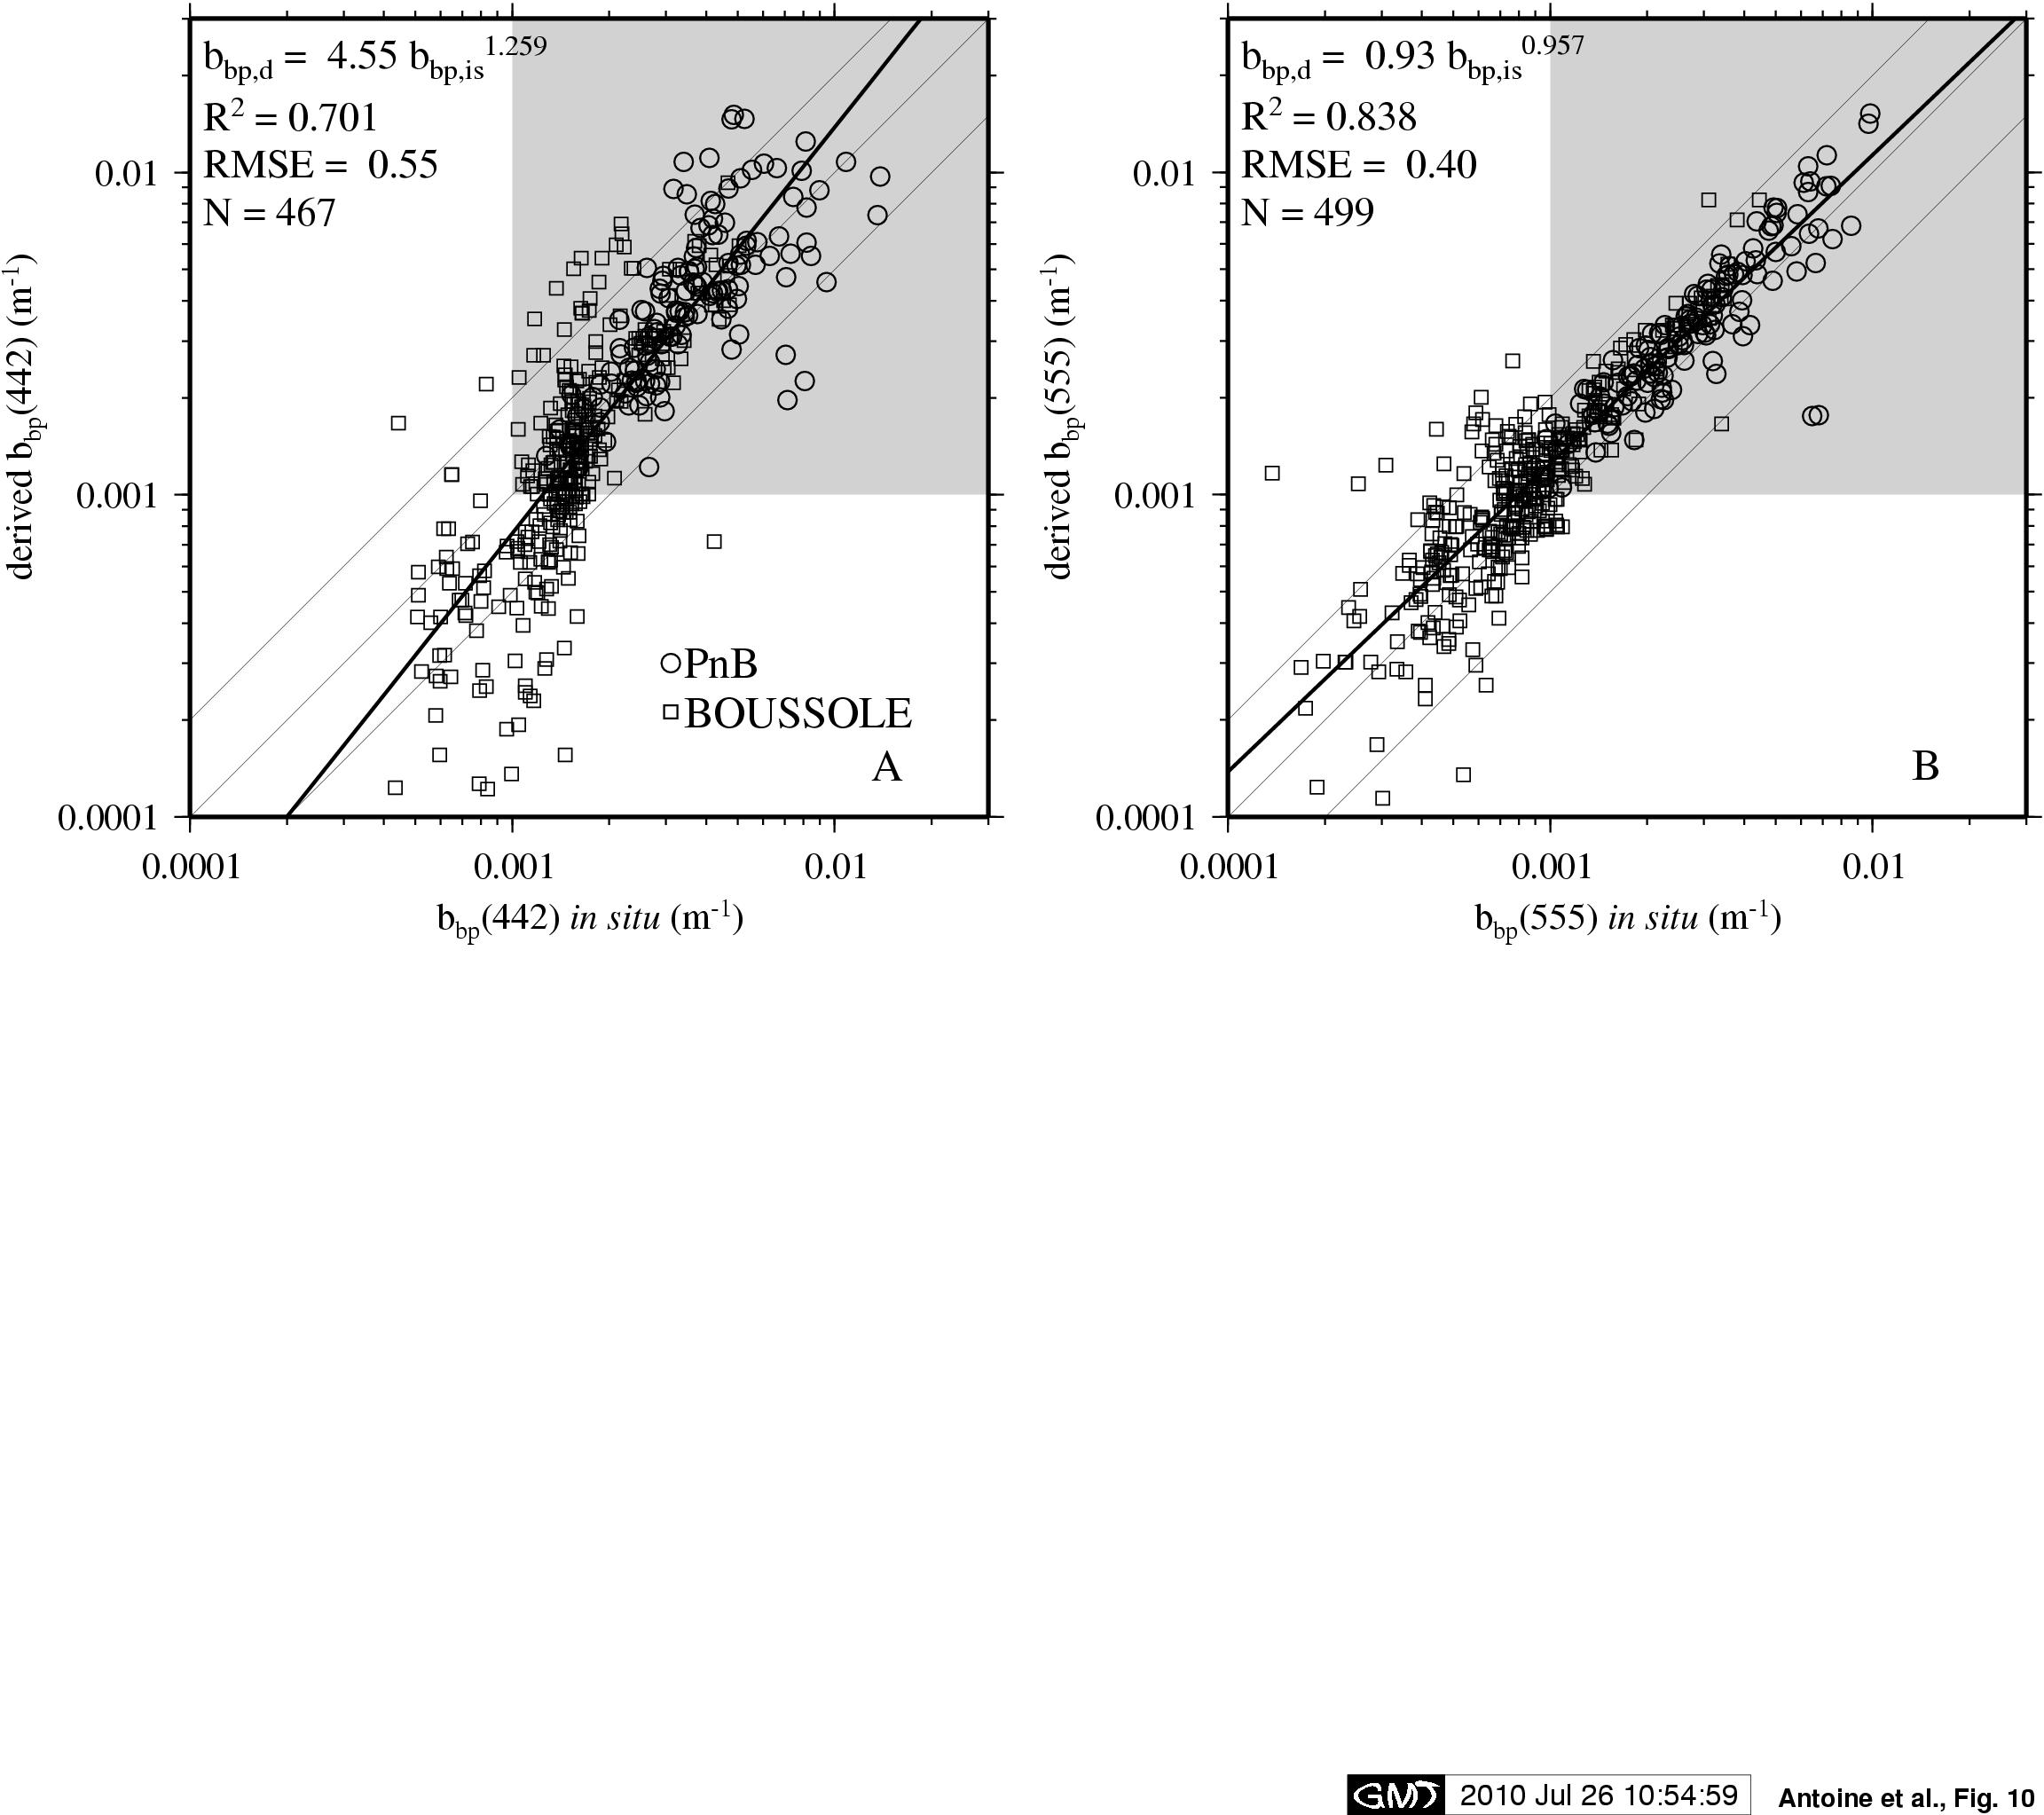 b_bp,d = 4.55 b_bp,is^1.259
R² = 0.701
RMSE = 0.55
N = 467
derived b_bp(442) (m⁻¹)
0.01
0.001
0.0001
PnB
BOUSSOLE
A
0.0001 0.001 0.01
b_bp(442) in situ (m⁻¹)
b_bp,d = 0.93 b_bp,is^0.957
R² = 0.838
RMSE = 0.40
N = 499
derived b_bp(555) (m⁻¹)
0.01
0.001
0.0001
B
0.0001 0.001 0.01
b_bp(555) in situ (m⁻¹)
GMT 2010 Jul 26 10:54:59 Antoine et al., Fig. 10